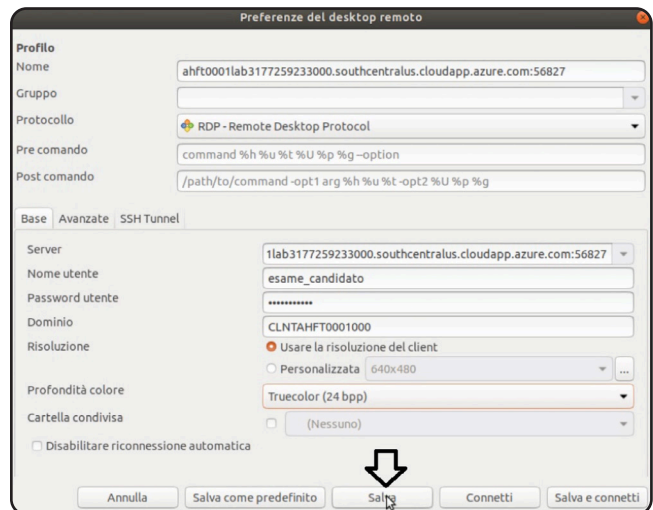 Preferenze del desktop remoto
Profilo
Nome ahft0001lab3177259233000.southcentralus.cloudapp.azure.com:56827
Gruppo
Protocollo RDP - Remote Desktop Protocol
Pre comando command %h %u %t %U %p %g --option
Post comando /path/to/command -opt1 arg %h %u %t -opt2 %U %p %g
Base Avanzate SSH Tunnel
Server 1lab3177259233000.southcentralus.cloudapp.azure.com:56827
Nome utente esame_candidato
Password utente •••••••••••
Dominio CLNTAHFT0001000
Risoluzione Usare la risoluzione del client
Personalizzata 640x480 ...
Profondità colore Truecolor (24 bpp)
Cartella condivisa (Nessuno)
Disabilitare riconnessione automatica
Annulla Salva come predefinito Salva Connetti Salva e connetti